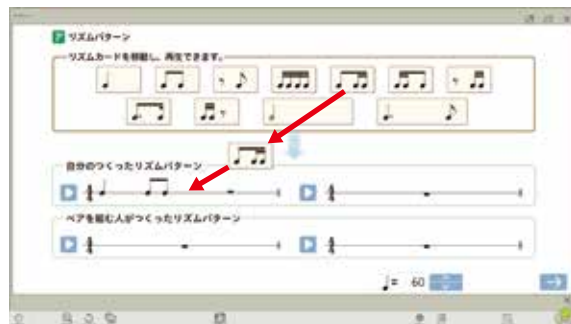 リズムパターン
リズムカードを移動し、再生できます。
自分のつくったリズムパターン
ペアを組む人がつくったリズムパターン
♩= 60